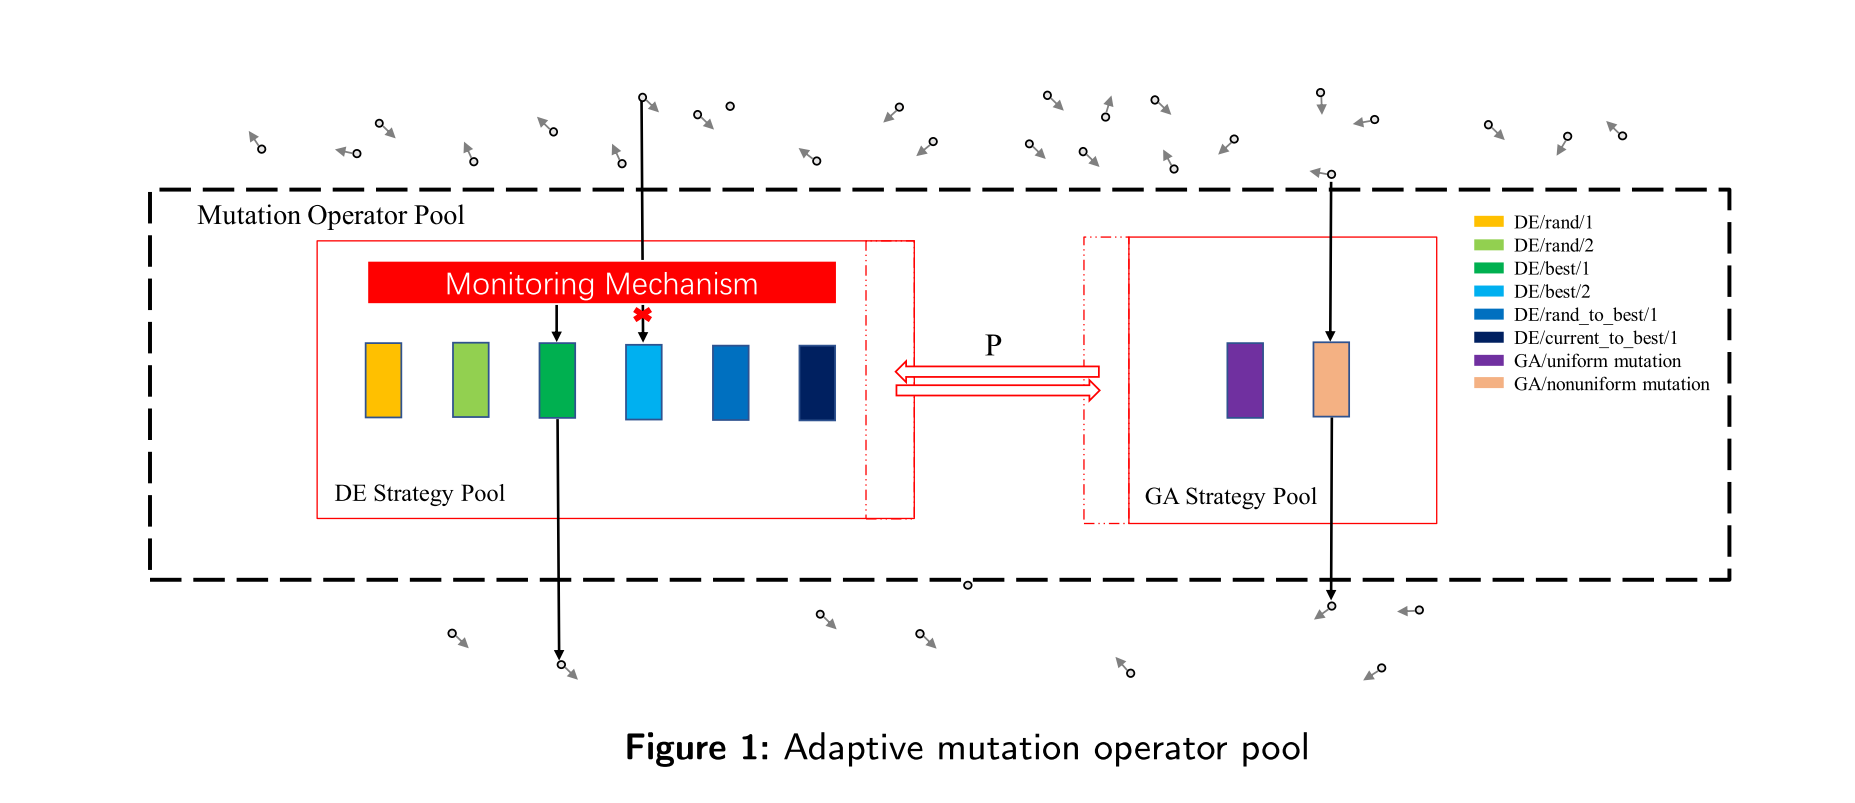 Mutation Operator Pool
Monitoring Mechanism
DE Strategy Pool
P
GA Strategy Pool
DE/rand/1
DE/rand/2
DE/best/1
DE/best/2
DE/rand_to_best/1
DE/current_to_best/1
GA/uniform mutation
GA/nonuniform mutation
Figure 1: Adaptive mutation operator pool